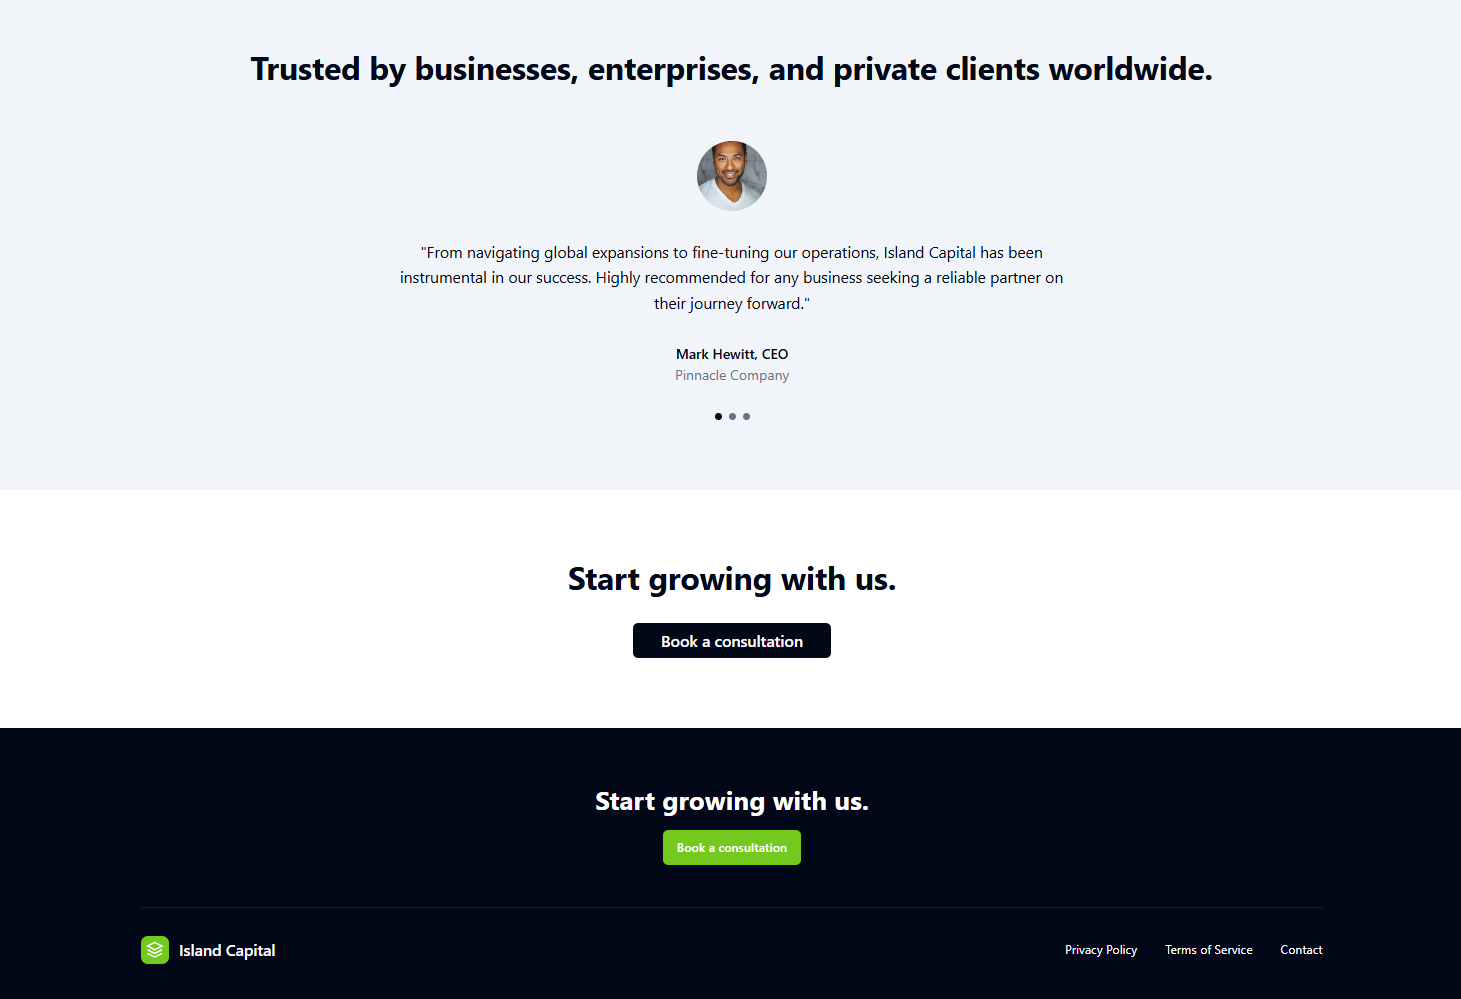 Trusted by businesses, enterprises, and private clients worldwide.
"From navigating global expansions to fine-tuning our operations, Island Capital has been
instrumental in our success. Highly recommended for any business seeking a reliable partner on
their journey forward."
Mark Hewitt, CEO
Pinnacle Company
Start growing with us.
Book a consultation
Start growing with us.
Book a consultation
Island Capital
Privacy Policy
Terms of Service
Contact